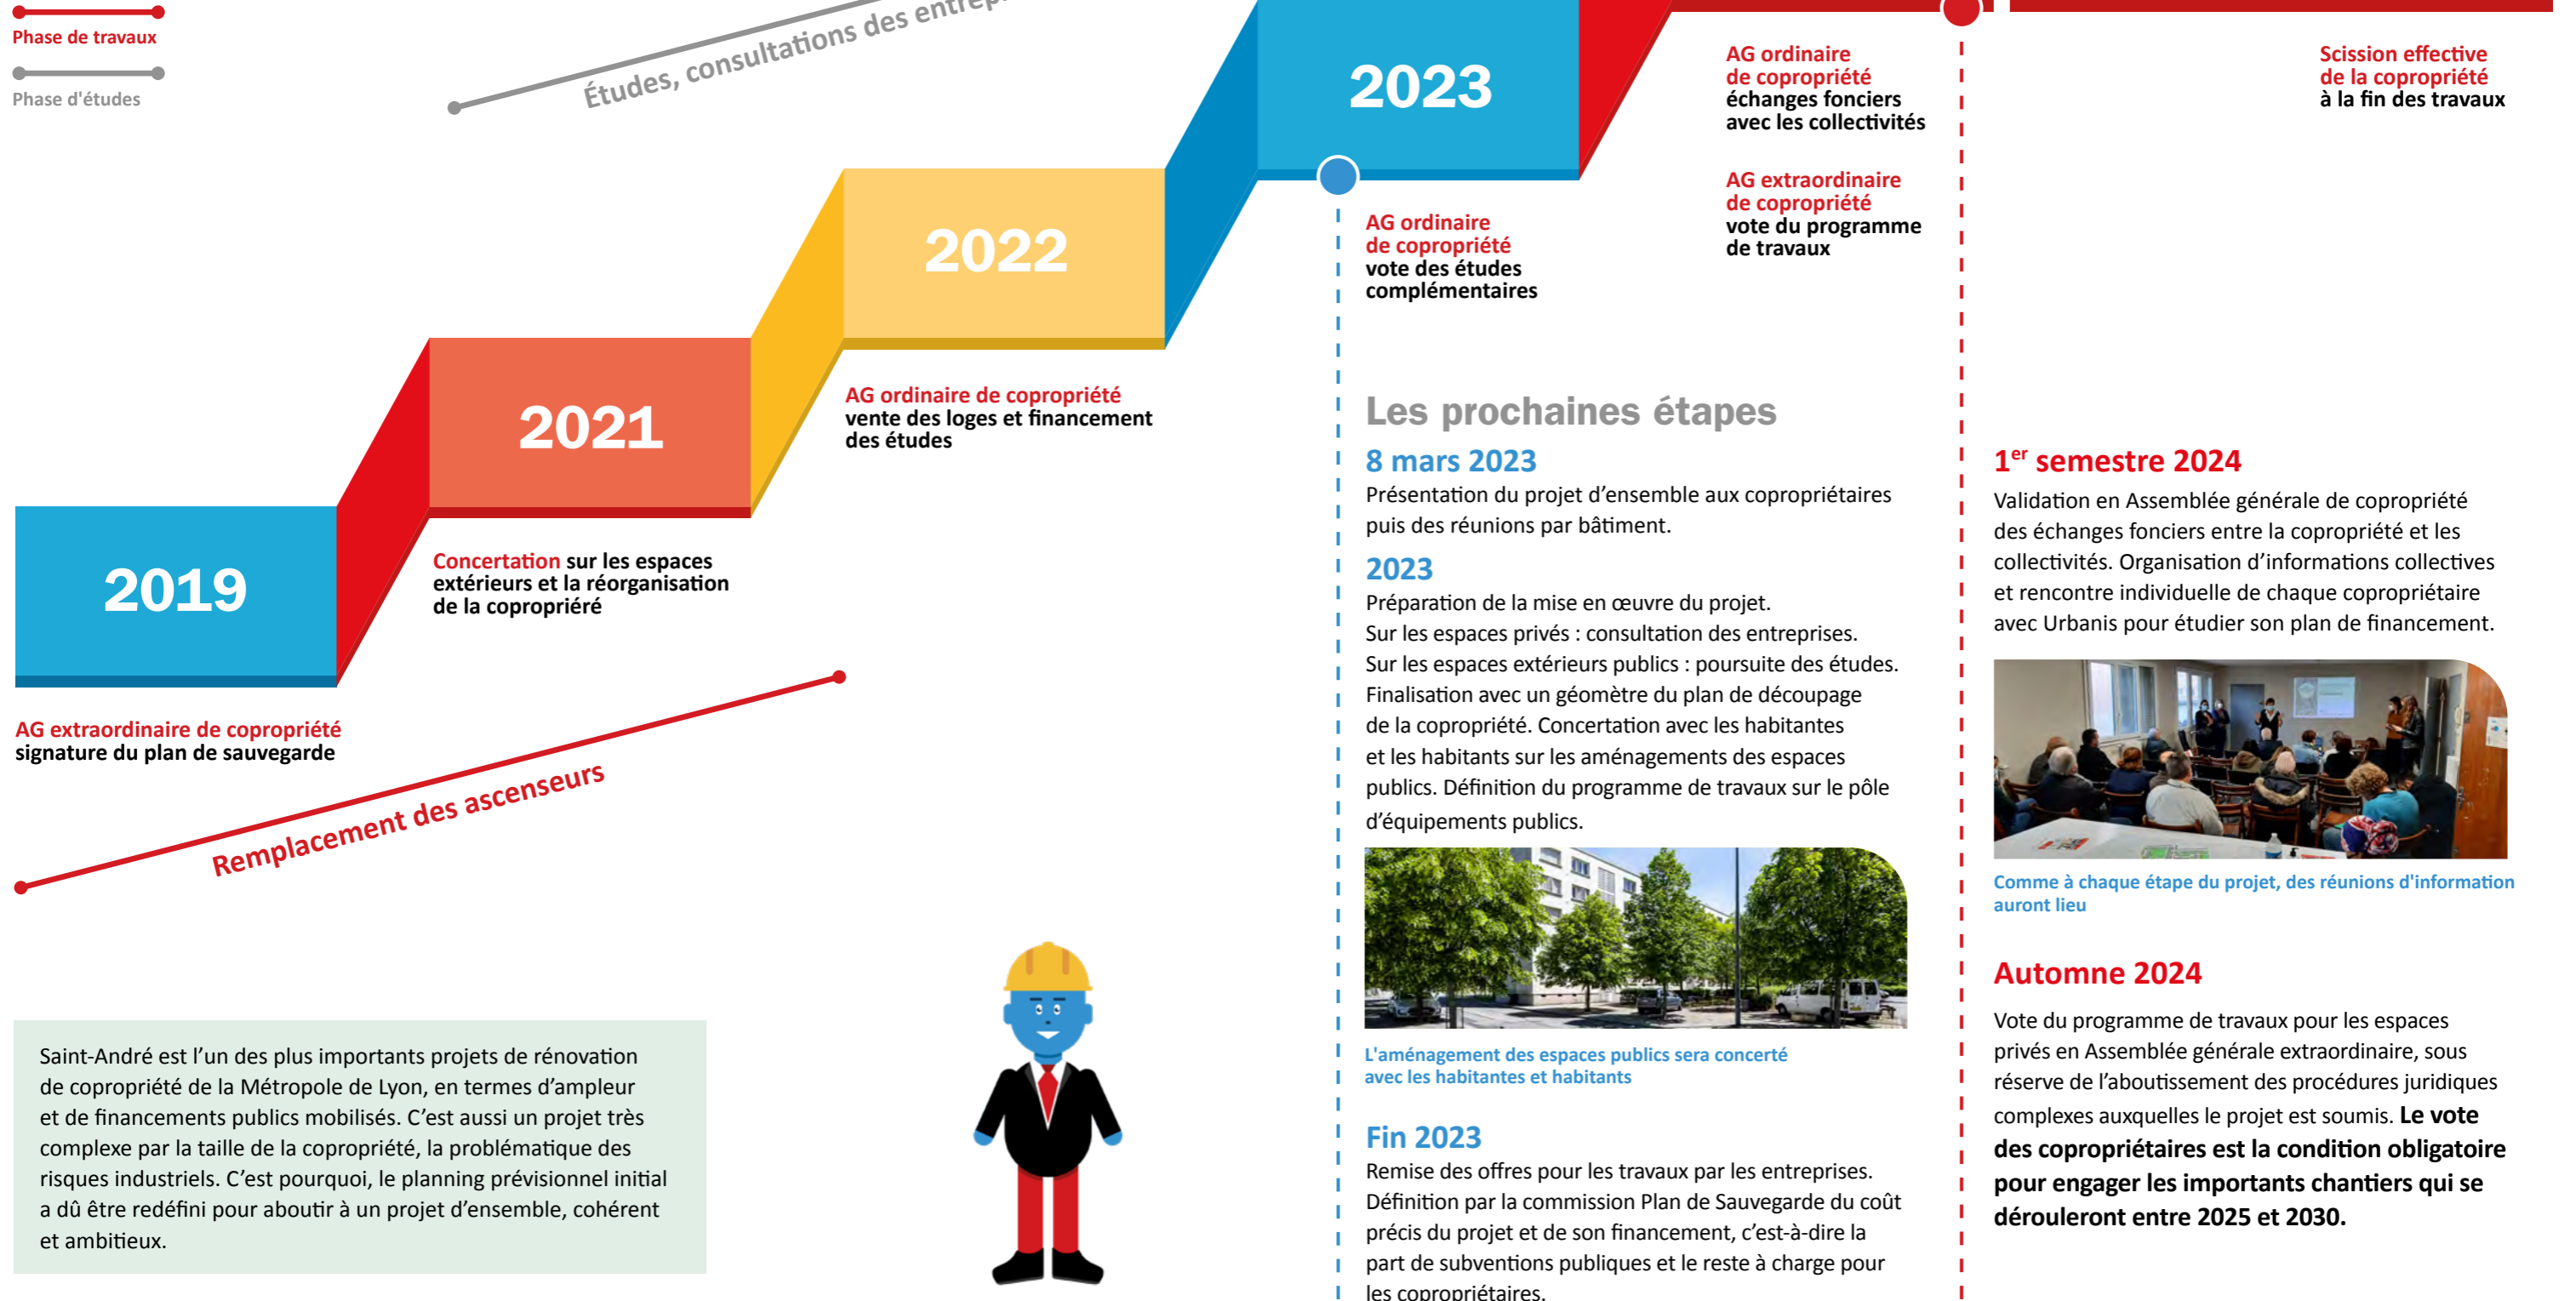 Phase de travaux
Phase d'études
Études, consultations des
2023
AG ordinaire
de copropriété
échanges fonciers
avec les collectivités
AG extraordinaire
de copropriété
vote du programme
de travaux
Scission effective
de la copropriété
à la fin des travaux
AG ordinaire
de copropriété
vote des études
complémentaires
2022
AG ordinaire de copropriété
vente des loges et financement
des études
2021
Concertation sur les espaces
extérieurs et la réorganisation
de la copropriéré
2019
AG extraordinaire de copropriété
signature du plan de sauvegarde
Remplacement des ascenseurs
Saint-André est l’un des plus importants projets de rénovation
de copropriété de la Métropole de Lyon, en termes d’ampleur
et de financements publics mobilisés. C’est aussi un projet très
complexe par la taille de la copropriété, la problématique des
risques industriels. C’est pourquoi, le planning prévisionnel initial
a dû être redéfini pour aboutir à un projet d’ensemble, cohérent
et ambitieux.
Les prochaines étapes
8 mars 2023
Présentation du projet d’ensemble aux copropriétaires
puis des réunions par bâtiment.
2023
Préparation de la mise en œuvre du projet.
Sur les espaces privés : consultation des entreprises.
Sur les espaces extérieurs publics : poursuite des études.
Finalisation avec un géomètre du plan de découpage
de la copropriété. Concertation avec les habitantes
et les habitants sur les aménagements des espaces
publics. Définition du programme de travaux sur le pôle
d’équipements publics.
L'aménagement des espaces publics sera concerté
avec les habitantes et habitants
Fin 2023
Remise des offres pour les travaux par les entreprises.
Définition par la commission Plan de Sauvegarde du coût
précis du projet et de son financement, c’est-à-dire la
part de subventions publiques et le reste à charge pour
les copropriétaires.
1er semestre 2024
Validation en Assemblée générale de copropriété
des échanges fonciers entre la copropriété et les
collectivités. Organisation d’informations collectives
et rencontre individuelle de chaque copropriétaire
avec Urbanis pour étudier son plan de financement.
Comme à chaque étape du projet, des réunions d'information
auront lieu
Automne 2024
Vote du programme de travaux pour les espaces
privés en Assemblée générale extraordinaire, sous
réserve de l’aboutissement des procédures juridiques
complexes auxquelles le projet est soumis. Le vote
des copropriétaires est la condition obligatoire
pour engager les importants chantiers qui se
dérouleront entre 2025 et 2030.